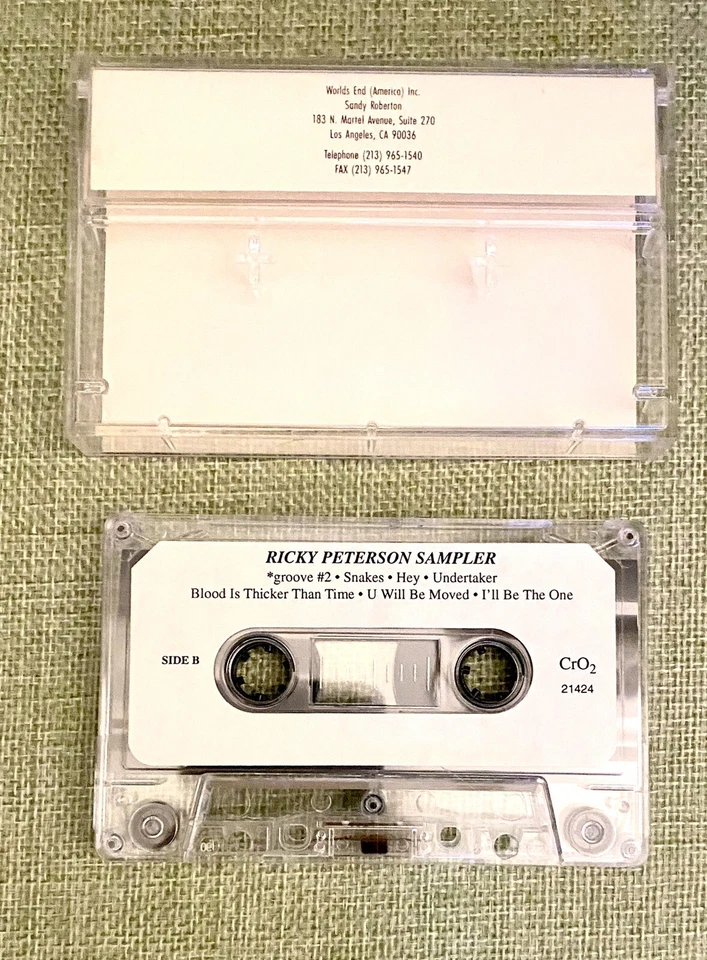 Worlds End (America) Inc.
Sandy Roberton
183 N. Martel Avenue, Suite 270
Los Angeles, CA 90036
Telephone (213) 965-1540
FAX (213) 965-1547
RICKY PETERSON SAMPLER
*groove #2 • Snakes • Hey • Undertaker
Blood Is Thicker Than Time • U Will Be Moved • I'll Be The One
SIDE B
CrO₂
21424